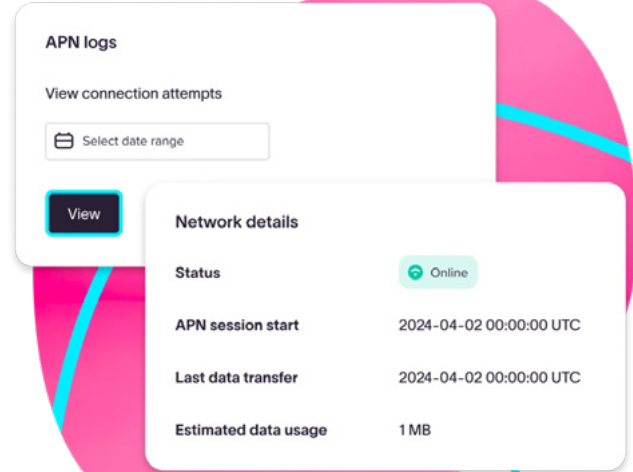 APN logs
View connection attempts
Select date range
View
Network details
Status Online
APN session start 2024-04-02 00:00:00 UTC
Last data transfer 2024-04-02 00:00:00 UTC
Estimated data usage 1 MB